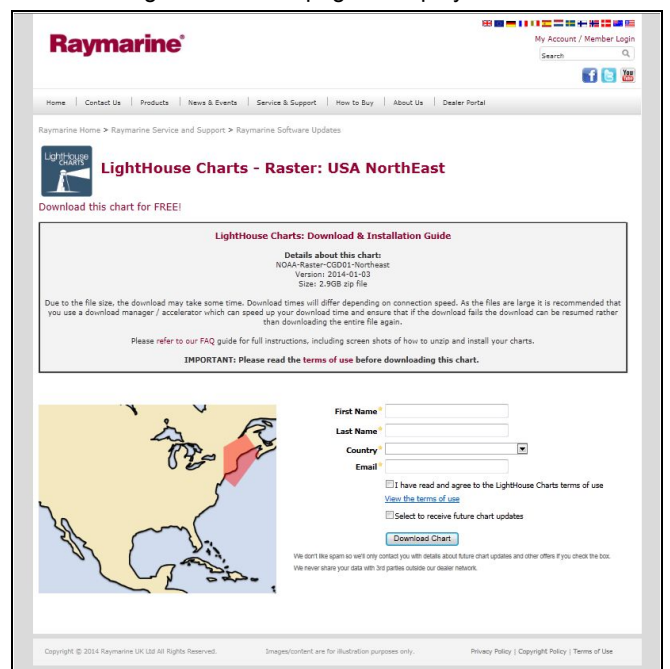 Raymarine®
My Account / Member Login
Search
f
You
Home | Contact Us | Products | News & Events | Service & Support | How to Buy | About Us | Dealer Portal
Raymarine Home > Raymarine Service and Support > Raymarine Software Updates
LightHouse
CHARTS
LightHouse Charts - Raster: USA NorthEast
Download this chart for FREE!
LightHouse Charts: Download & Installation Guide
Details about this chart:
NOAA-Raster-CGD01-Northeast
Version: 2014-01-03
Size: 2.9GB zip file
Due to the file size, the download may take some time. Download times will differ depending on connection speed. As the files are large it is recommended that
you use a download manager / accelerator which can speed up your download time and ensure that if the download fails the download can be resumed rather
than downloading the entire file again.
Please refer to our FAQ guide for full instructions, including screen shots of how to unzip and install your charts.
IMPORTANT: Please read the terms of use before downloading this chart.
First Name*
Last Name*
Country*
Email*
I have read and agree to the LightHouse Charts terms of use
View the terms of use
Select to receive future chart updates
Download Chart
We don't like spam so we'll only contact you with details about future chart updates and other offers if you check the box.
We never share your data with 3rd parties outside our dealer network.
Copyright © 2014 Raymarine UK Ltd All Rights Reserved.
Images/content are for illustration purposes only.
Privacy Policy | Copyright Policy | Terms of Use